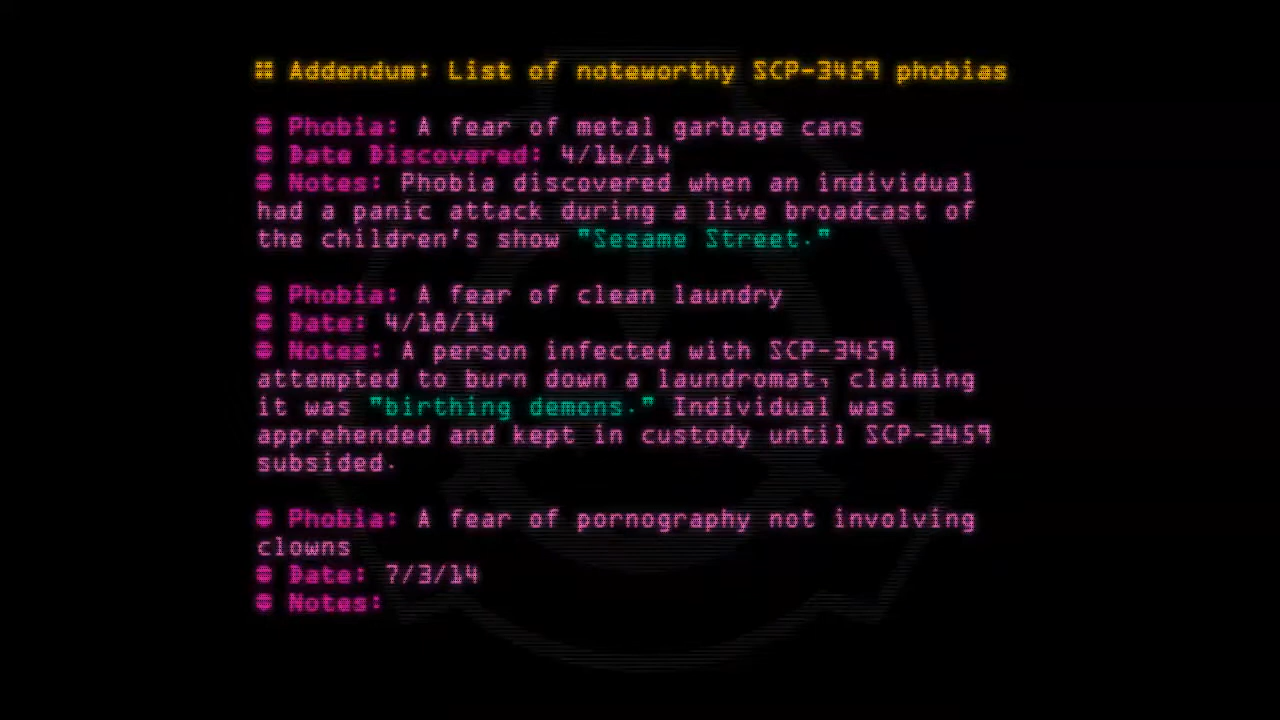 # Addendum: List of noteworthy SCP-3459 phobias
● Phobia: A fear of metal garbage cans
● Date Discovered: 4/16/14
● Notes: Phobia discovered when an individual
had a panic attack during a live broadcast of
the children's show "Sesame Street."
● Phobia: A fear of clean laundry
● Date: 4/18/14
● Notes: A person infected with SCP-3459
attempted to burn down a laundromat, claiming
it was "birthing demons." Individual was
apprehended and kept in custody until SCP-3459
subsided.
● Phobia: A fear of pornography not involving
clowns
● Date: 7/3/14
● Notes: